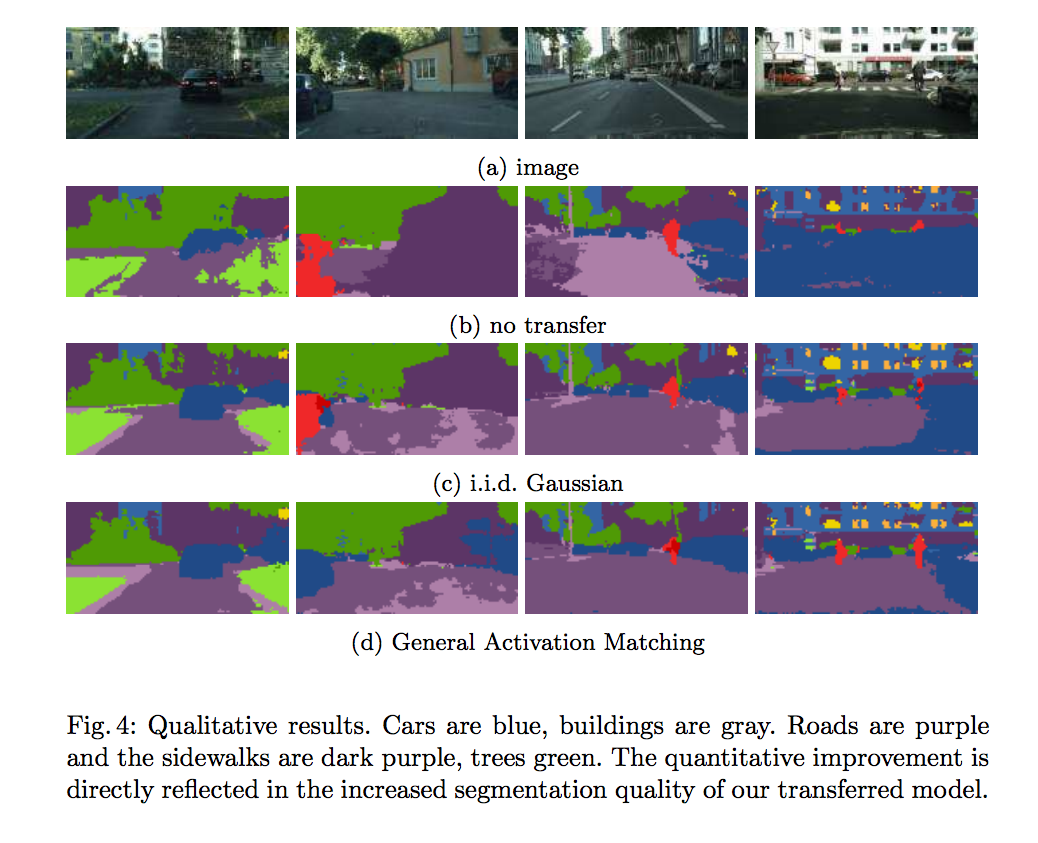 (a) image
(b) no transfer
(c) i.i.d. Gaussian
(d) General Activation Matching
Fig. 4: Qualitative results. Cars are blue, buildings are gray. Roads are purple
and the sidewalks are dark purple, trees green. The quantitative improvement is
directly reflected in the increased segmentation quality of our transferred model.